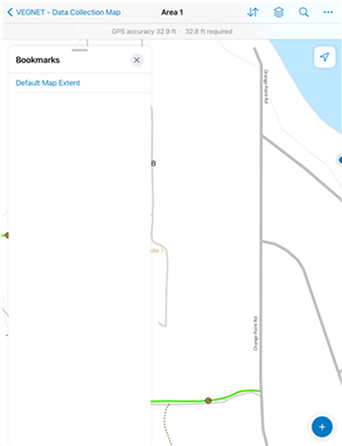 VEGNET - Data Collection Map
Area 1
GPS accuracy 32.9 ft · 32.8 ft required
Bookmarks
Default Map Extent
Orange Point Rd
B
Orange Point Rd